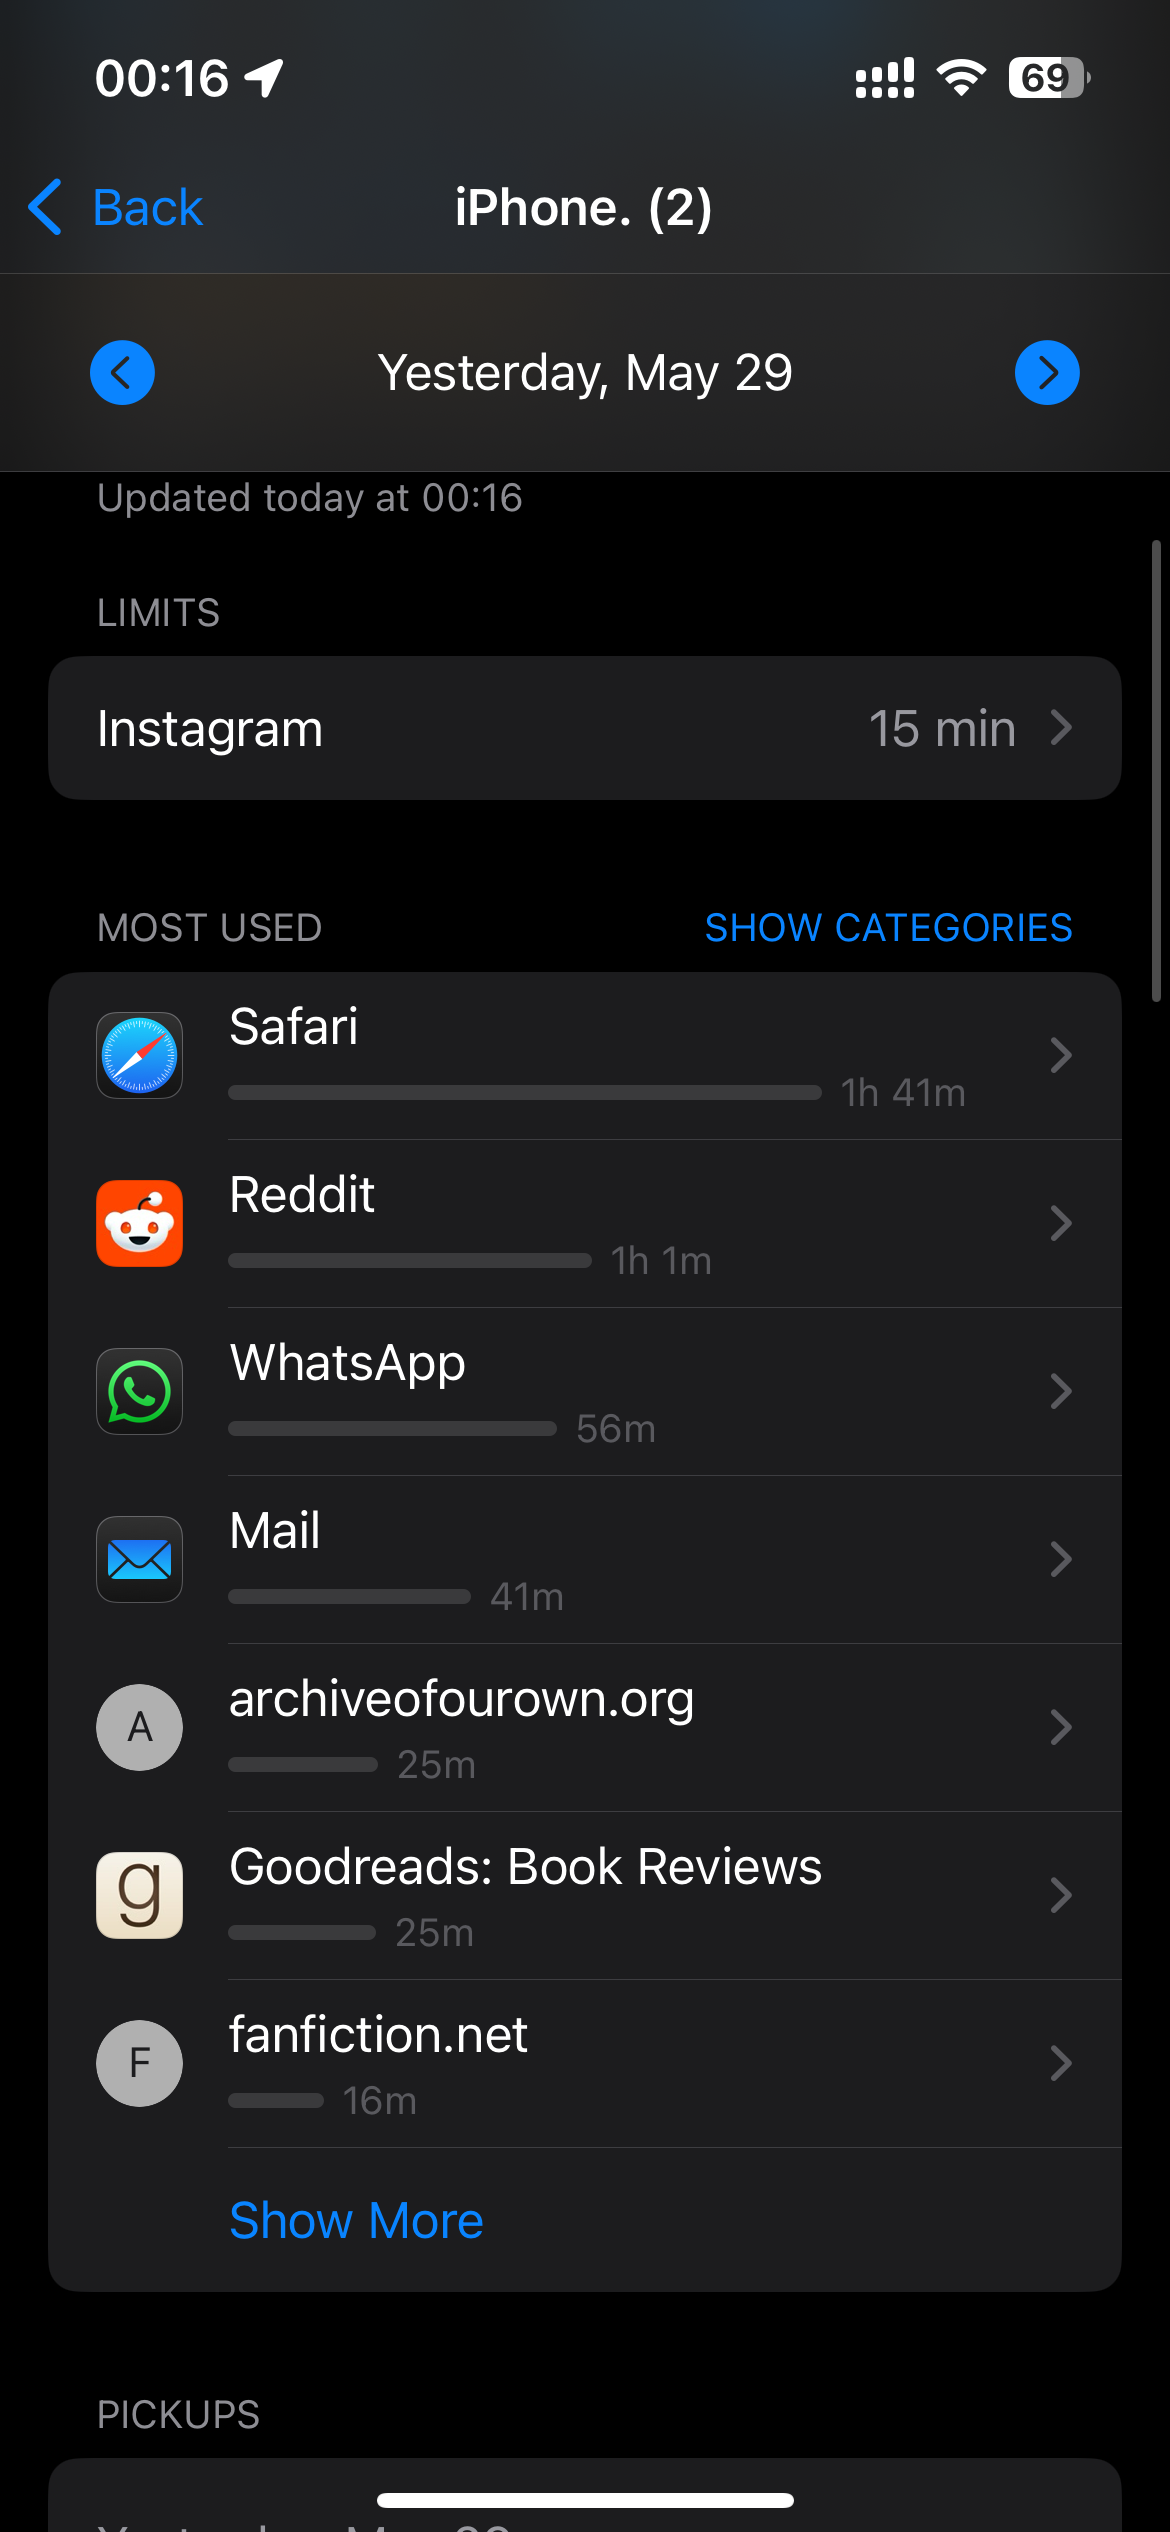 00:16
69
Back
iPhone. (2)
Yesterday, May 29
Updated today at 00:16
LIMITS
Instagram 15 min
MOST USED SHOW CATEGORIES
Safari
1h 41m
Reddit
1h 1m
WhatsApp
56m
Mail
41m
A
archiveofourown.org
25m
g
Goodreads: Book Reviews
25m
F
fanfiction.net
16m
Show More
PICKUPS